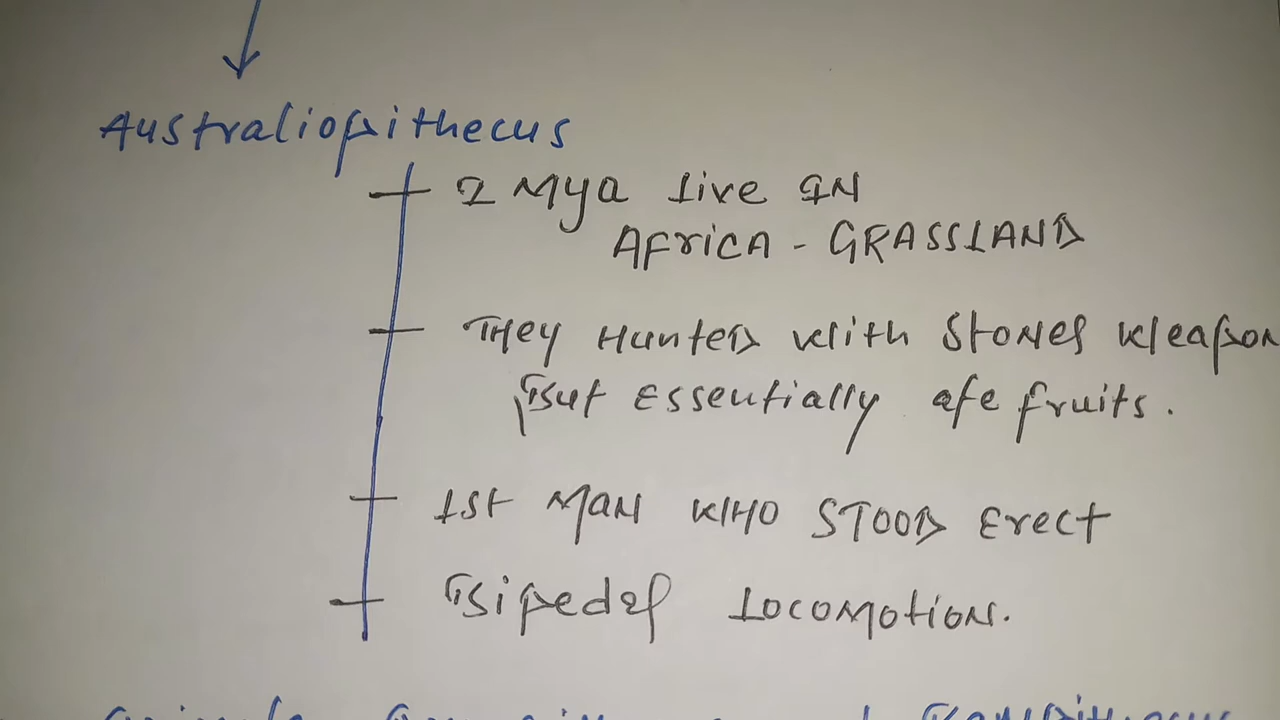 Australiopithecus
2 Mya Live IN
AFRICA - GRASSLAND
They Hunted With Stones Weapon
But Essentially ate fruits.
1st Man WHO STOOD Erect
Bipedal Locomotion.